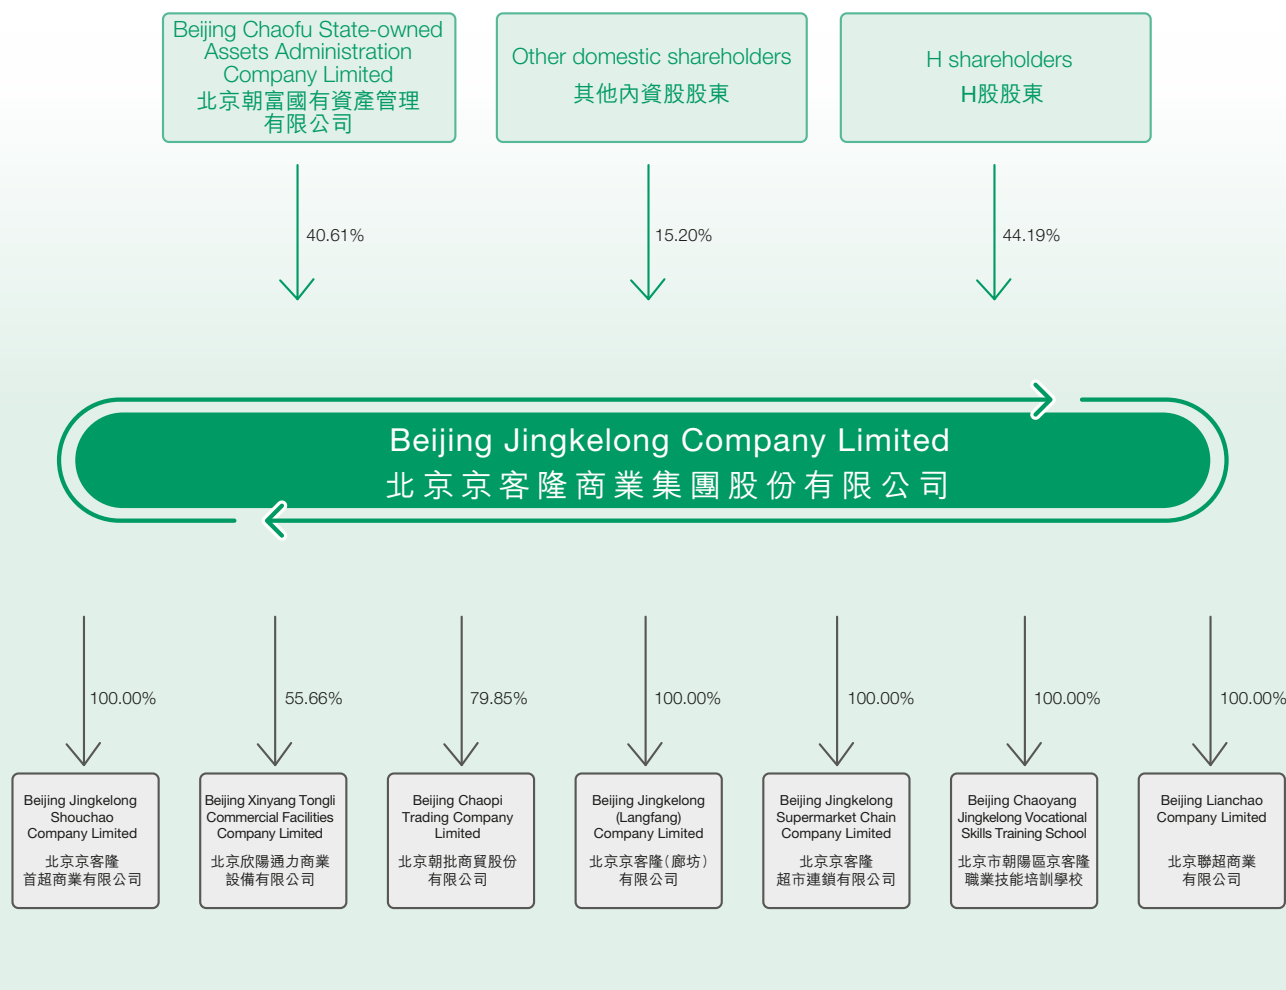 Beijing Chaofu State-owned
Assets Administration
Company Limited
北京朝富國有資產管理
有限公司
Other domestic shareholders
其他內資股股東
H shareholders
H股股東
40.61%
15.20%
44.19%
Beijing Jingkelong Company Limited
北京京客隆商業集團股份有限公司
100.00%
55.66%
79.85%
100.00%
100.00%
100.00%
100.00%
Beijing Jingkelong
Shouchao
Company Limited
北京京客隆
首超商業有限公司
Beijing Xinyang Tongli
Commercial Facilities
Company Limited
北京欣陽通力商業
設備有限公司
Beijing Chaopi
Trading Company
Limited
北京朝批商貿股份
有限公司
Beijing Jingkelong
(Langfang)
Company Limited
北京京客隆（廊坊）
有限公司
Beijing Jingkelong
Supermarket Chain
Company Limited
北京京客隆
超市連鎖有限公司
Beijing Chaoyang
Jingkelong Vocational
Skills Training School
北京市朝陽區京客隆
職業技能培訓學校
Beijing Lianchao
Company Limited
北京聯超商業
有限公司